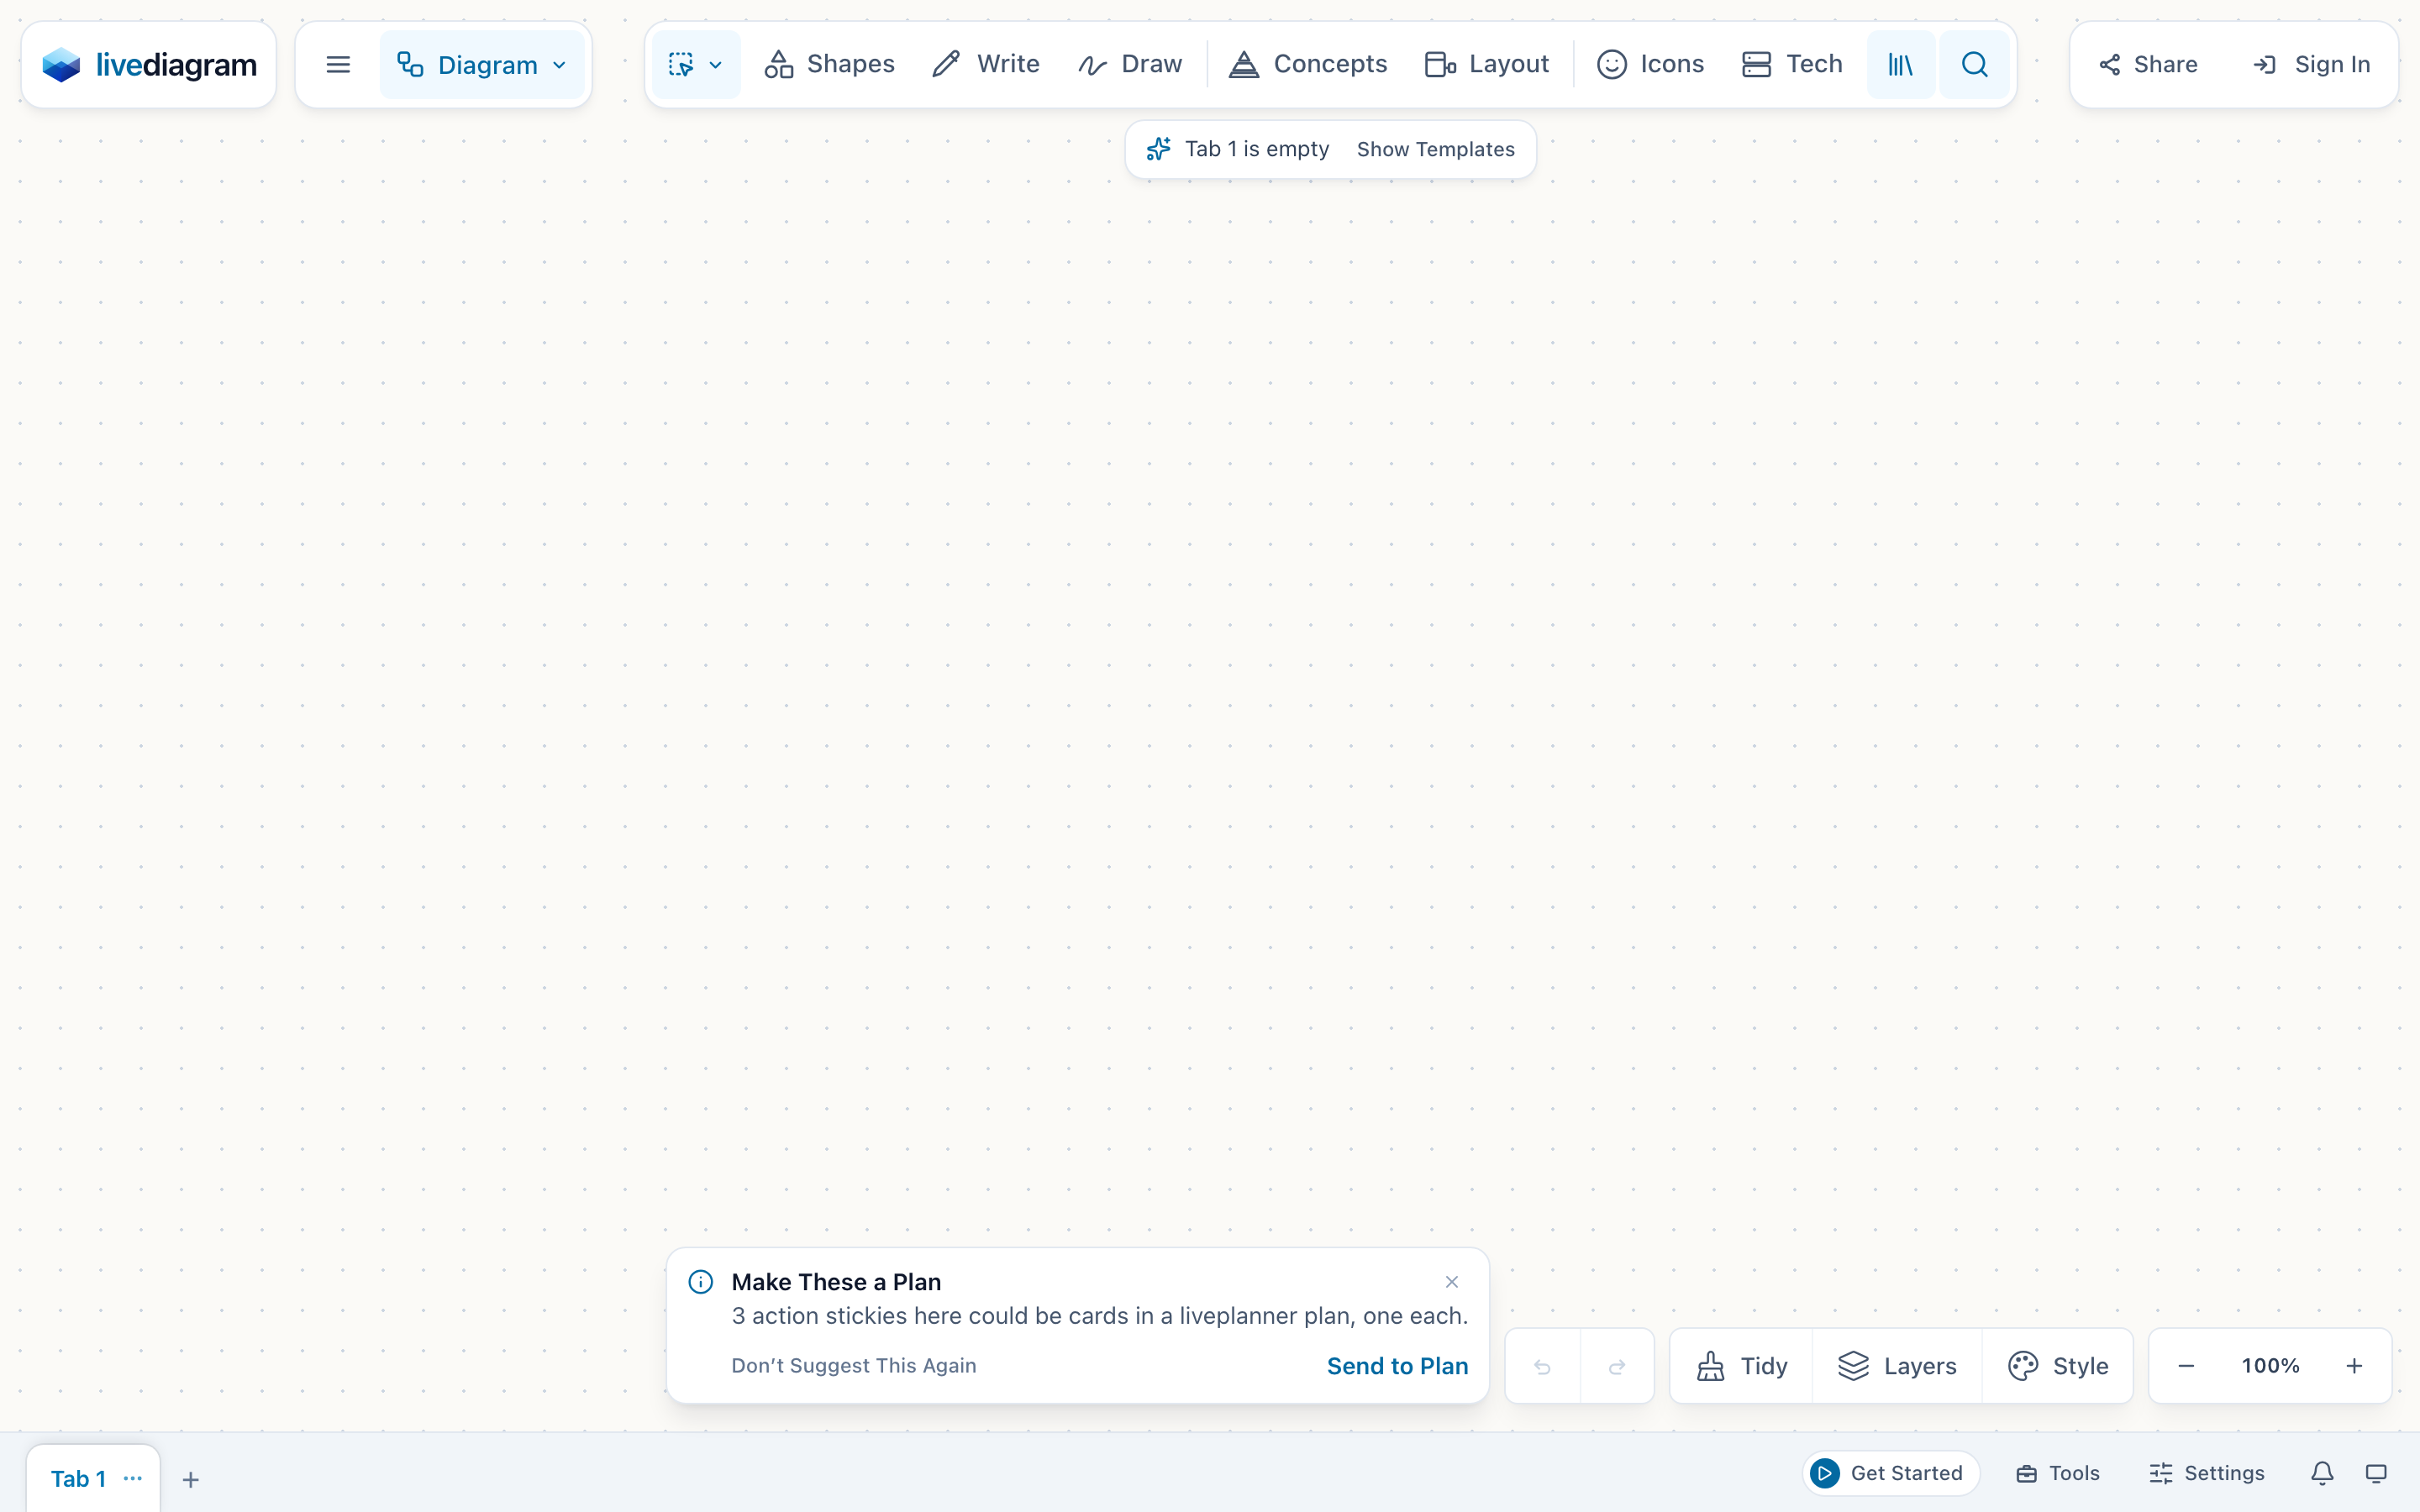 livediagram
Diagram
Shapes
Write
Draw
Concepts
Layout
Icons
Tech
Share
Sign In
Tab 1 is empty
Show Templates
Make These a Plan
3 action stickies here could be cards in a liveplanner plan, one each.
Don’t Suggest This Again
Send to Plan
Tidy
Layers
Style
100%
Tab 1
Get Started
Tools
Settings